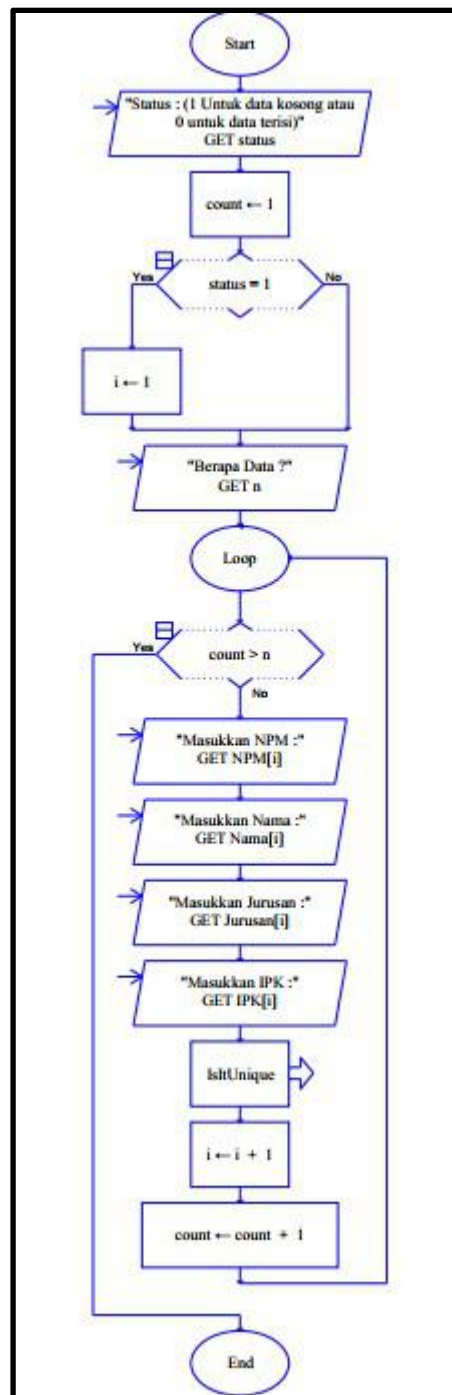 Start
"Status : (1 Untuk data kosong atau
0 untuk data terisi)"
GET status
count ← 1
Yes
status = 1
No
i ← 1
"Berapa Data ?"
GET n
Loop
Yes
count > n
No
"Masukkan NPM :"
GET NPM[i]
"Masukkan Nama :"
GET Nama[i]
"Masukkan Jurusan :"
GET Jurusan[i]
"Masukkan IPK :"
GET IPK[i]
IsItUnique
i ← i + 1
count ← count + 1
End